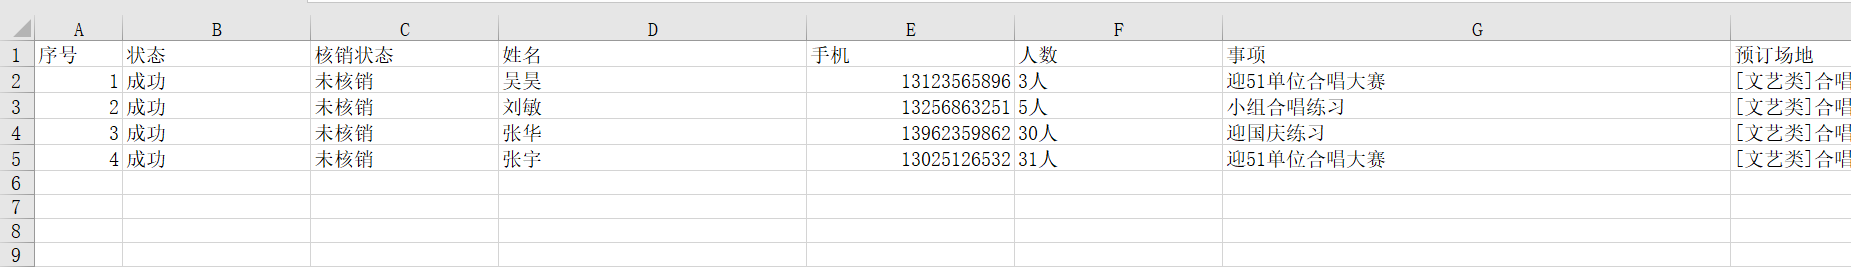 A B C D E F G
1 序号 状态 核销状态 姓名 手机 人数 事项 预订场地
2 1 成功 未核销 吴昊 13123565896 3人 迎51单位合唱大赛 [文艺类]合唱
3 2 成功 未核销 刘敏 13256863251 5人 小组合唱练习 [文艺类]合唱
4 3 成功 未核销 张华 13962359862 30人 迎国庆练习 [文艺类]合唱
5 4 成功 未核销 张宇 13025126532 31人 迎51单位合唱大赛 [文艺类]合唱
6
7
8
9